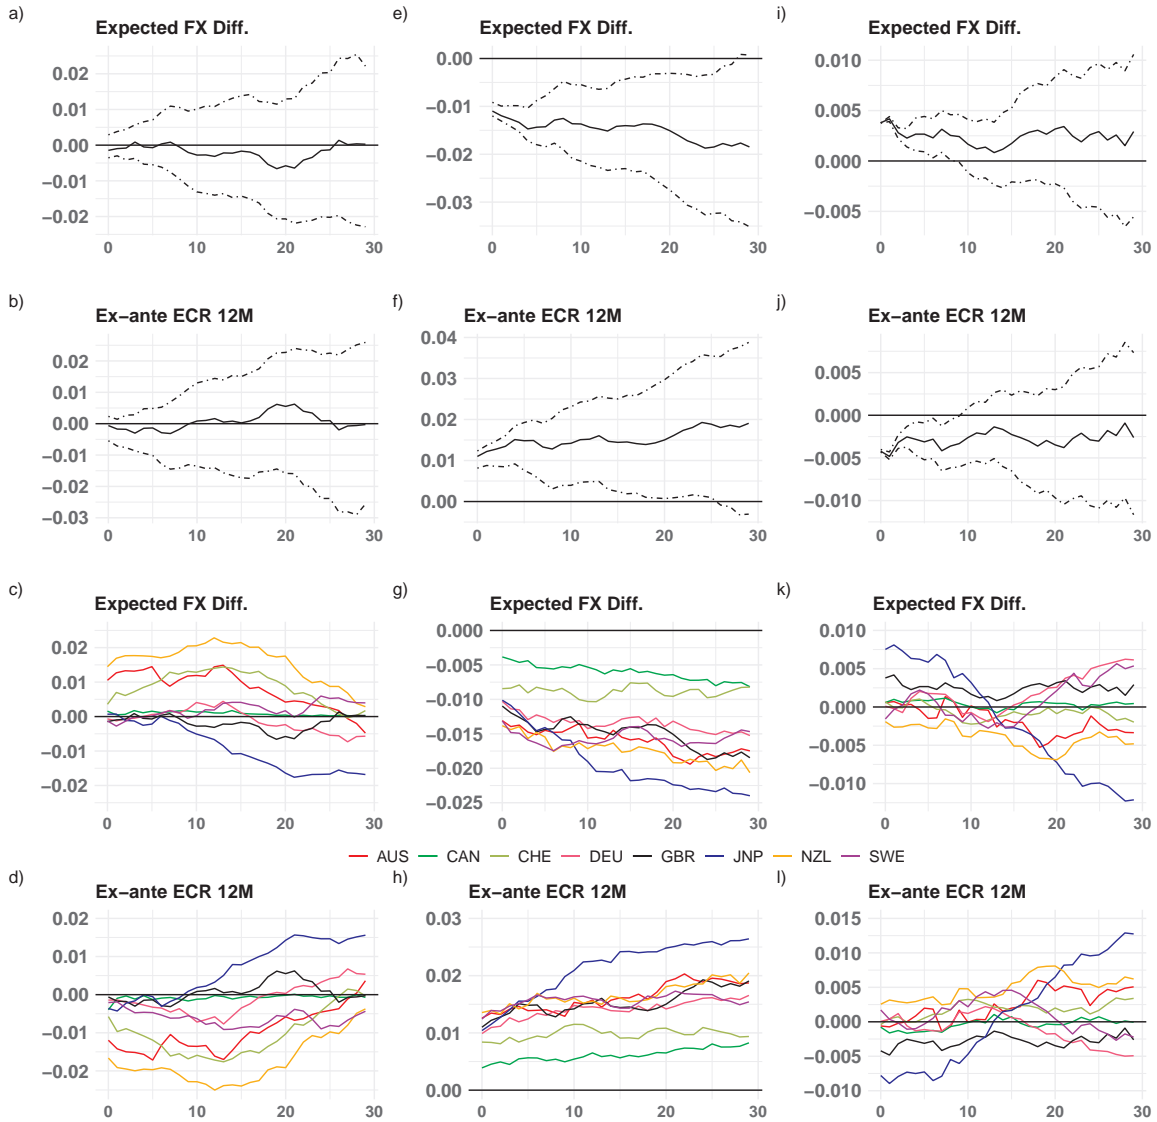 a)
Expected FX Diff.
0.02
0.01
0.00
−0.01
−0.02
0 10 20 30
e)
Expected FX Diff.
0.00
−0.01
−0.02
−0.03
0 10 20 30
i)
Expected FX Diff.
0.010
0.005
0.000
−0.005
0 10 20 30
b)
Ex−ante ECR 12M
0.02
0.01
0.00
−0.01
−0.02
−0.03
0 10 20 30
f)
Ex−ante ECR 12M
0.04
0.03
0.02
0.01
0.00
0 10 20 30
j)
Ex−ante ECR 12M
0.005
0.000
−0.005
−0.010
0 10 20 30
c)
Expected FX Diff.
0.02
0.01
0.00
−0.01
−0.02
0 10 20 30
g)
Expected FX Diff.
0.000
−0.005
−0.010
−0.015
−0.020
−0.025
0 10 20 30
k)
Expected FX Diff.
0.010
0.005
0.000
−0.005
−0.010
0 10 20 30
AUS CAN CHE DEU GBR JNP NZL SWE
d)
Ex−ante ECR 12M
0.02
0.01
0.00
−0.01
−0.02
0 10 20 30
h)
Ex−ante ECR 12M
0.03
0.02
0.01
0.00
0 10 20 30
l)
Ex−ante ECR 12M
0.015
0.010
0.005
0.000
−0.005
−0.010
0 10 20 30